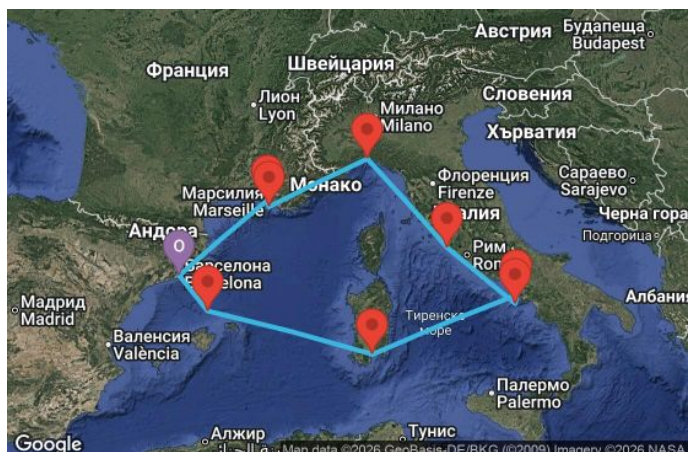 Австрия
Будапеща
Budapest
Швейцария
Франция
Словения
Лион
Lyon
Милано
Milano
Хърватия
Сараево
Sarajevo
Флоренция
Firenze
Марсилия
Marseille
Монако
Черна гора
Подгорица
Андора
Рим
О
Барселона
Мадрид
Madrid
Албания
Валенсия
València
Тиренско
море
Палермо
Palermo
Алжир
Тунис
Google
Map data ©2026 GeoBasis-DE/BKG (©2009) Imagery ©2026 NASA